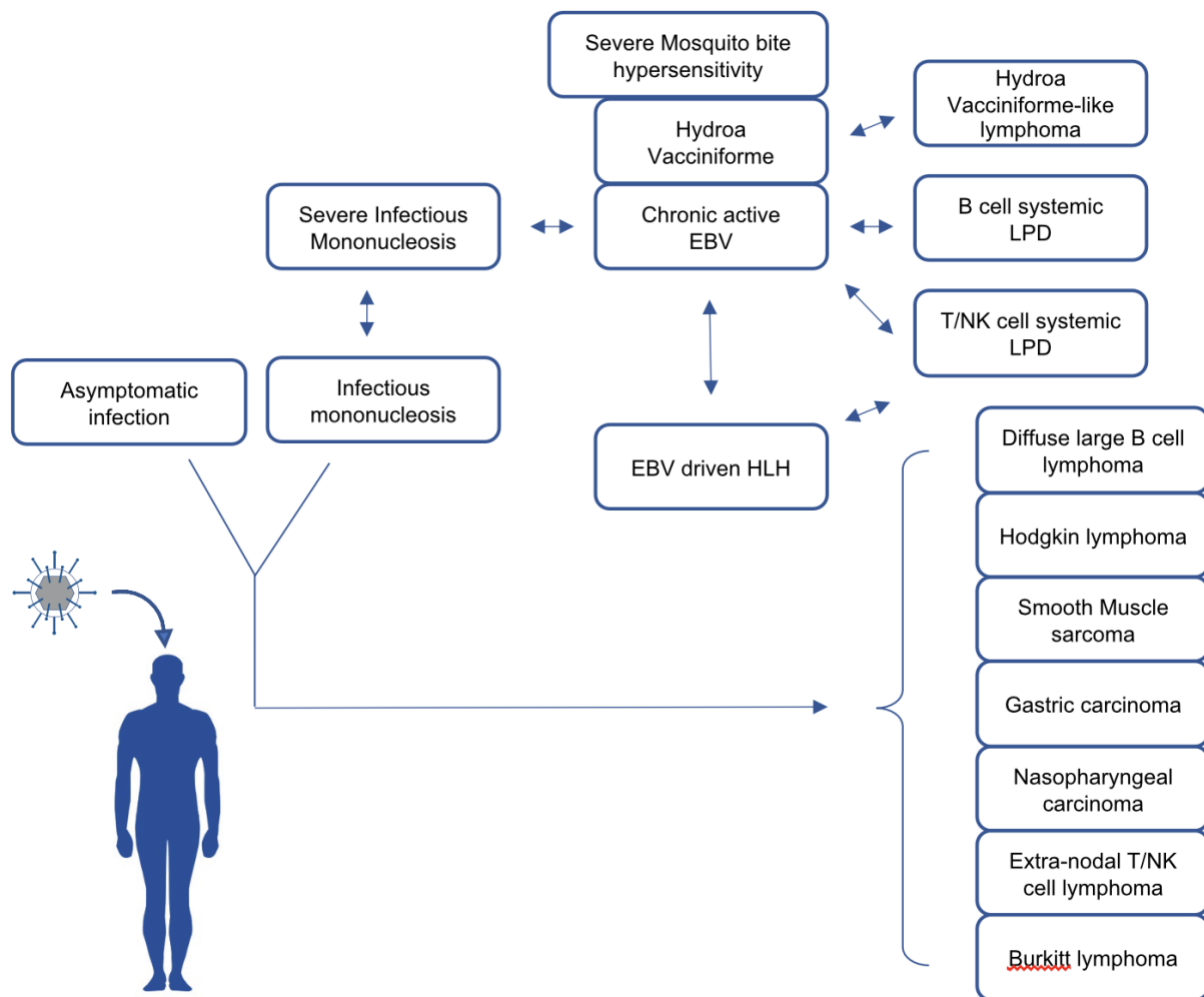 Severe Mosquito bite
hypersensitivity
Hydroa
Vacciniforme
Chronic active
EBV
Hydroa
Vacciniforme-like
lymphoma
B cell systemic
LPD
T/NK cell systemic
LPD
Severe Infectious
Mononucleosis
Asymptomatic
infection
Infectious
mononucleosis
EBV driven HLH
Diffuse large B cell
lymphoma
Hodgkin lymphoma
Smooth Muscle
sarcoma
Gastric carcinoma
Nasopharyngeal
carcinoma
Extra-nodal T/NK
cell lymphoma
Burkitt lymphoma